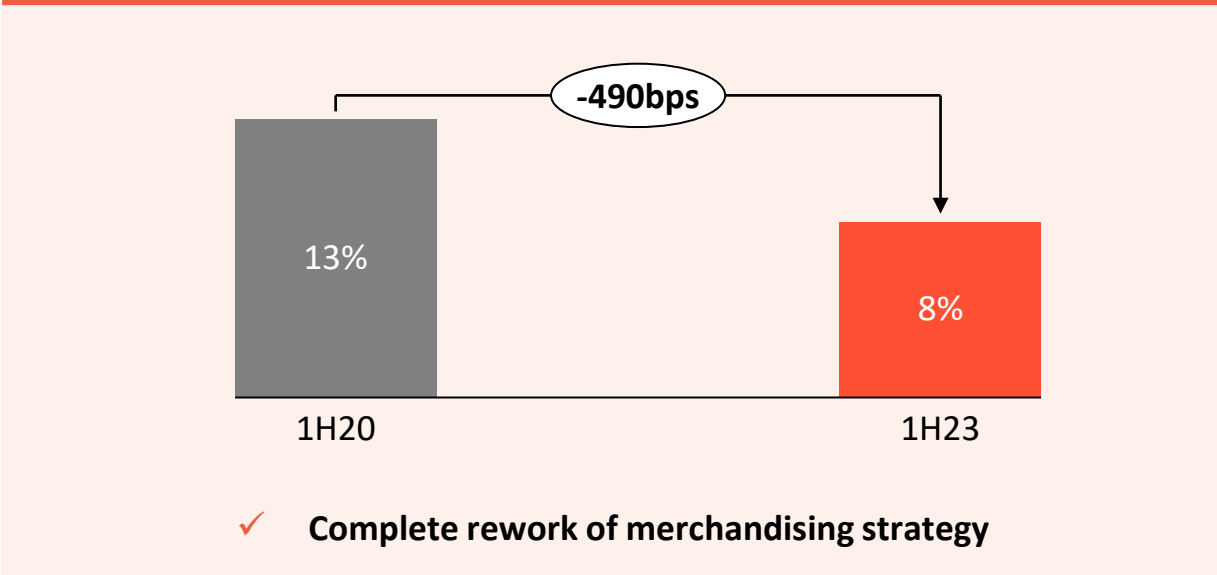 -490bps
13%
8%
1H20
1H23
✓ Complete rework of merchandising strategy